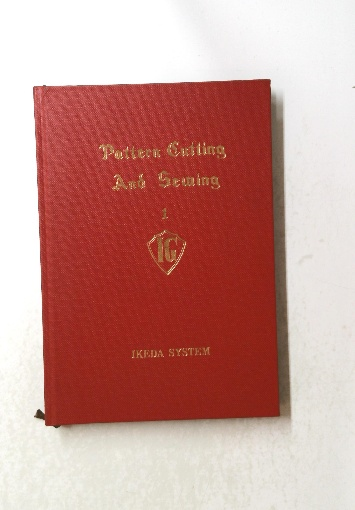 Pattern Cutting
And Sewing
1
IG
IKEDA SYSTEM